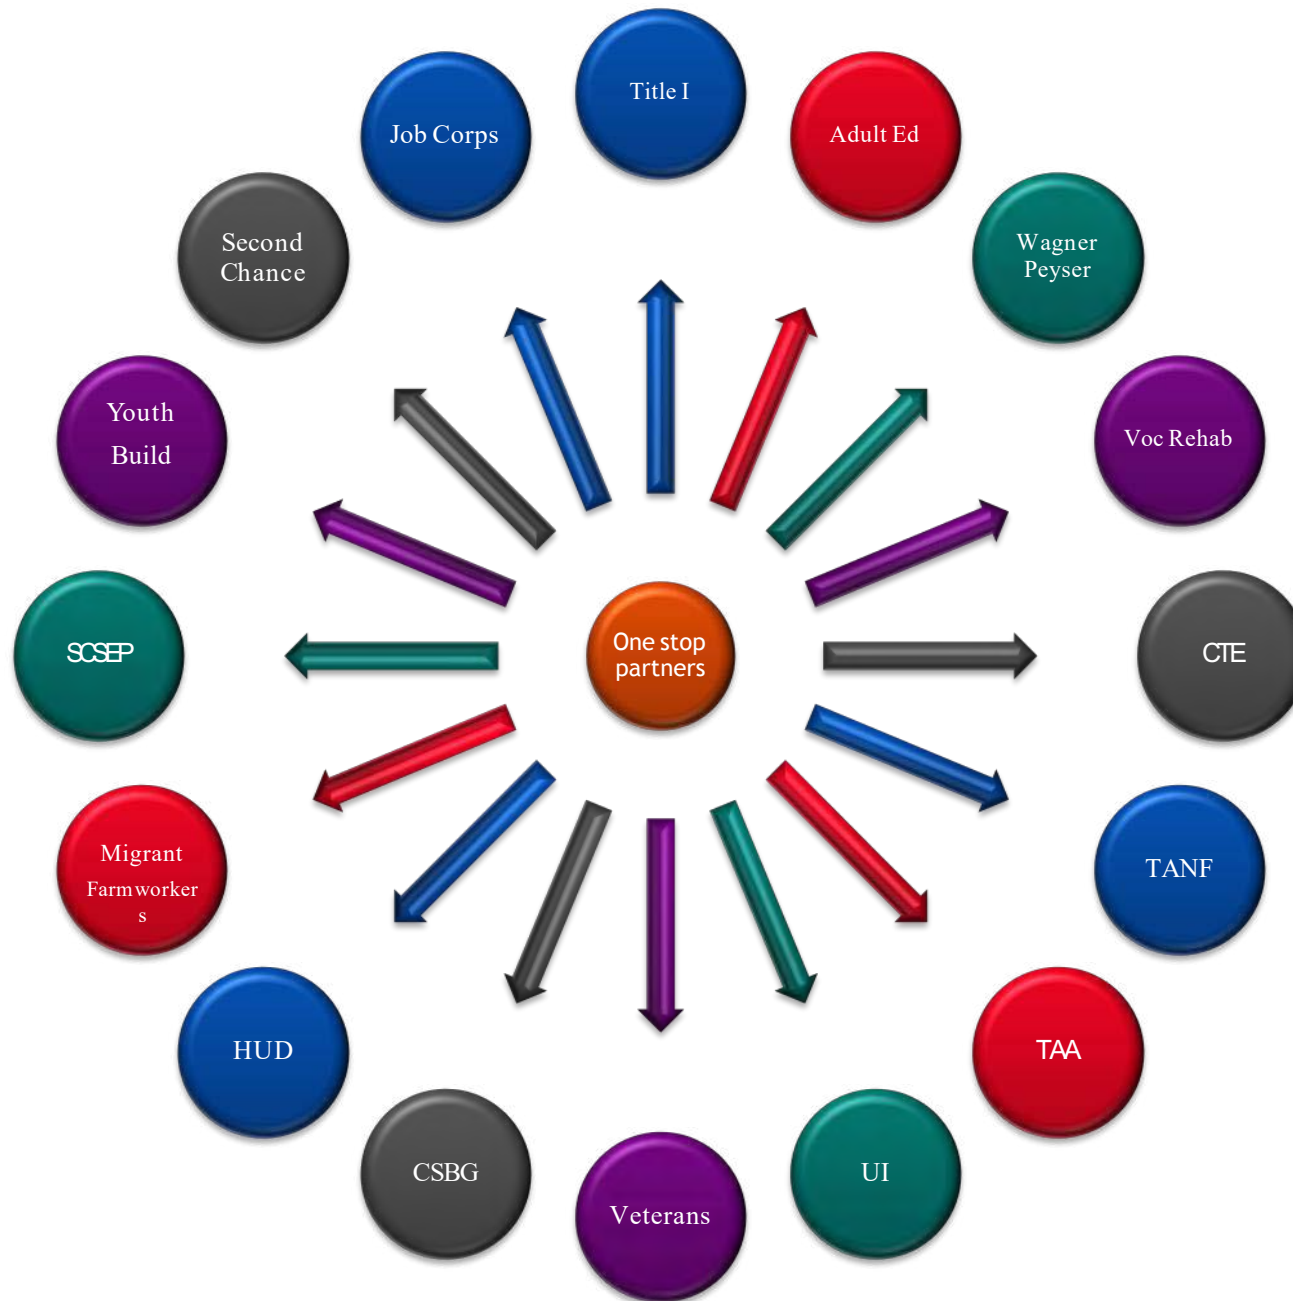 Title I
Adult Ed
Wagner
Peyser
Voc Rehab
CTE
TANF
TAA
UI
Veterans
CSBG
HUD
Migrant
Farmworker
s
SCSEP
Youth
Build
Second
Chance
Job Corps
One stop
partners